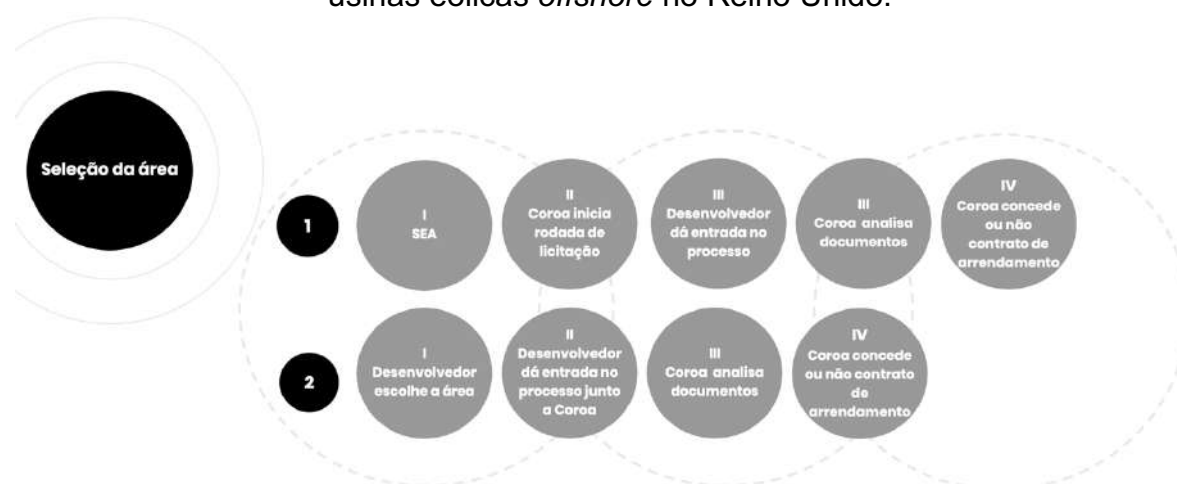 usinas eólicas offshore no Reino Unido.
Seleção da área
1
I
SEA
II
Coroa inicia
rodada de
licitação
III
Desenvolvedor
dá entrada no
processo
III
Coroa analisa
documentos
IV
Coroa concede
ou não
contrato de
arrendamento
2
I
Desenvolvedor
escolhe a área
II
Desenvolvedor
dá entrada no
processo junto
a Coroa
III
Coroa analisa
documentos
IV
Coroa concede
ou não contrato
de
arrendamento